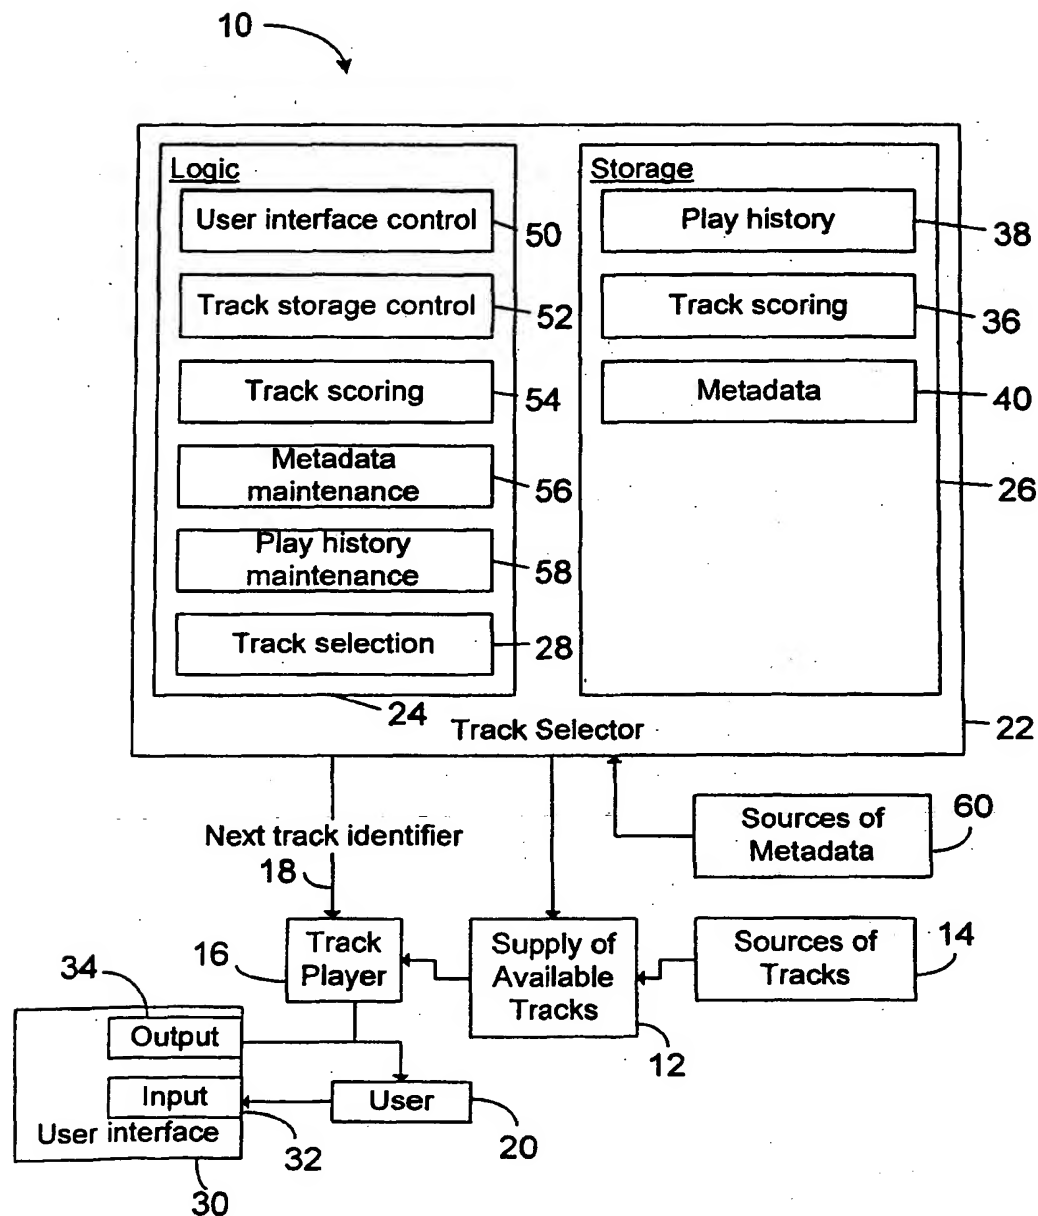 10
Logic
User interface control
50
Track storage control
52
Track scoring
54
Metadata
maintenance
56
Play history
maintenance
58
Track selection
28
24
Storage
Play history
38
Track scoring
36
Metadata
40
26
Track Selector
22
Next track identifier
18
Sources of
Metadata
60
Track
Player
16
Supply of
Available
Tracks
12
Sources of
Tracks
14
34
Output
Input
User interface
32
30
User
20